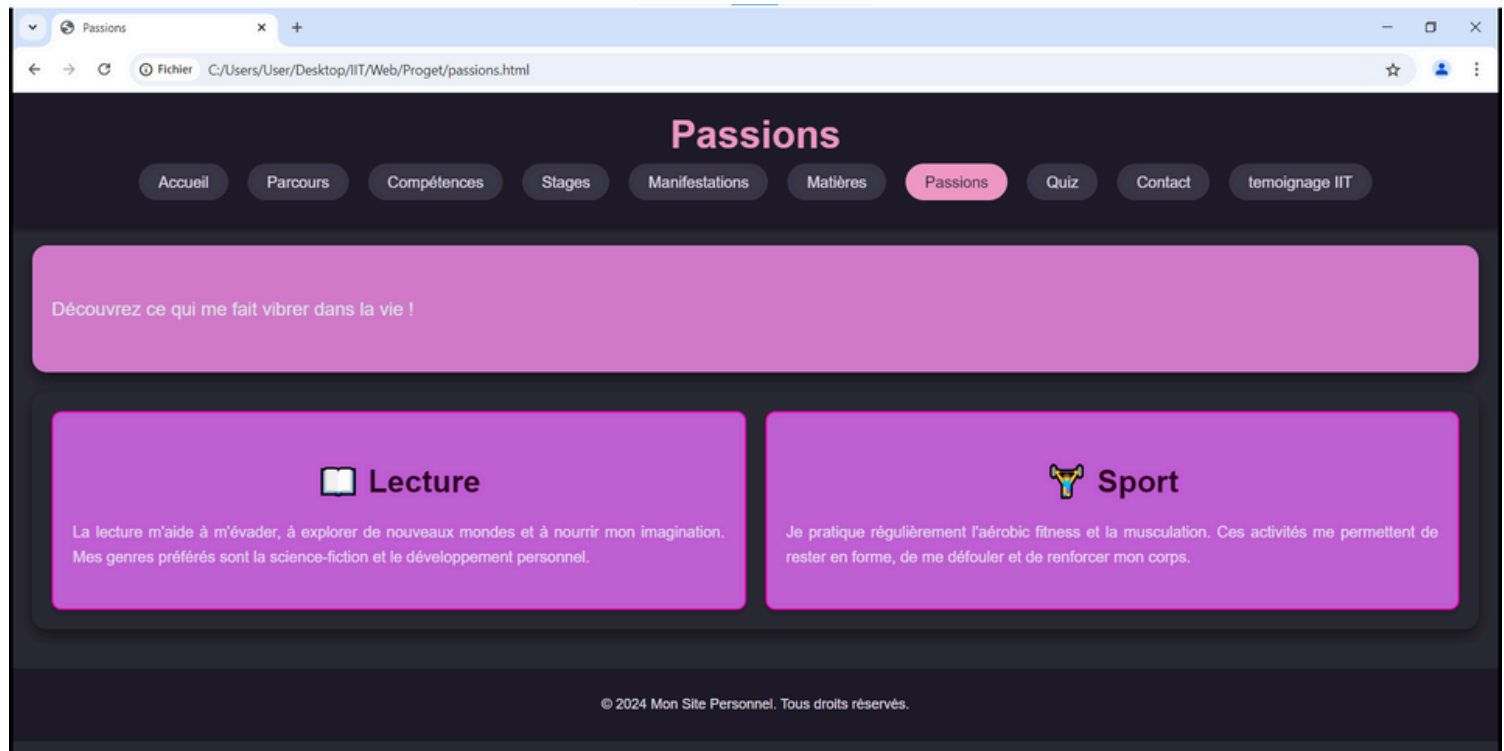 Passions
Fichier C:/Users/User/Desktop/IIT/Web/Proget/passions.html
Passions
Accueil Parcours Compétences Stages Manifestations Matières Passions Quiz Contact temoignage IIT
Découvrez ce qui me fait vibrer dans la vie !
Lecture
La lecture m'aide à m'évader, à explorer de nouveaux mondes et à nourrir mon imagination.
Mes genres préférés sont la science-fiction et le développement personnel.
Sport
Je pratique régulièrement l'aérobic fitness et la musculation. Ces activités me permettent de
rester en forme, de me défouler et de renforcer mon corps.
© 2024 Mon Site Personnel. Tous droits réservés.